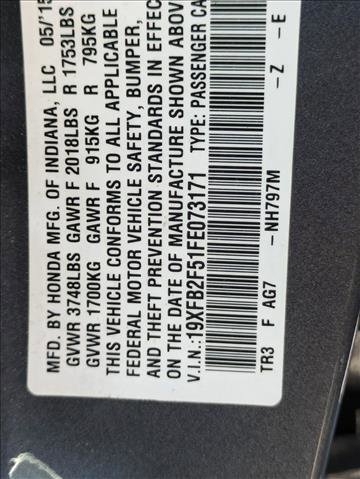 MFD. BY HONDA MFG. OF INDIANA, LLC 05/15
GVWR 3748LBS GAWR F 2018LBS R 1753LBS
GVWR 1700KG GAWR F 915KG R 795KG
THIS VEHICLE CONFORMS TO ALL APPLICABLE
FEDERAL MOTOR VEHICLE SAFETY, BUMPER,
AND THEFT PREVENTION STANDARDS IN EFFEC
ON THE DATE OF MANUFACTURE SHOWN ABOV
V.I.N.:19XFB2F51FE073171 TYPE: PASSENGER CA
TR3 F AG7 -NH797M -Z -E